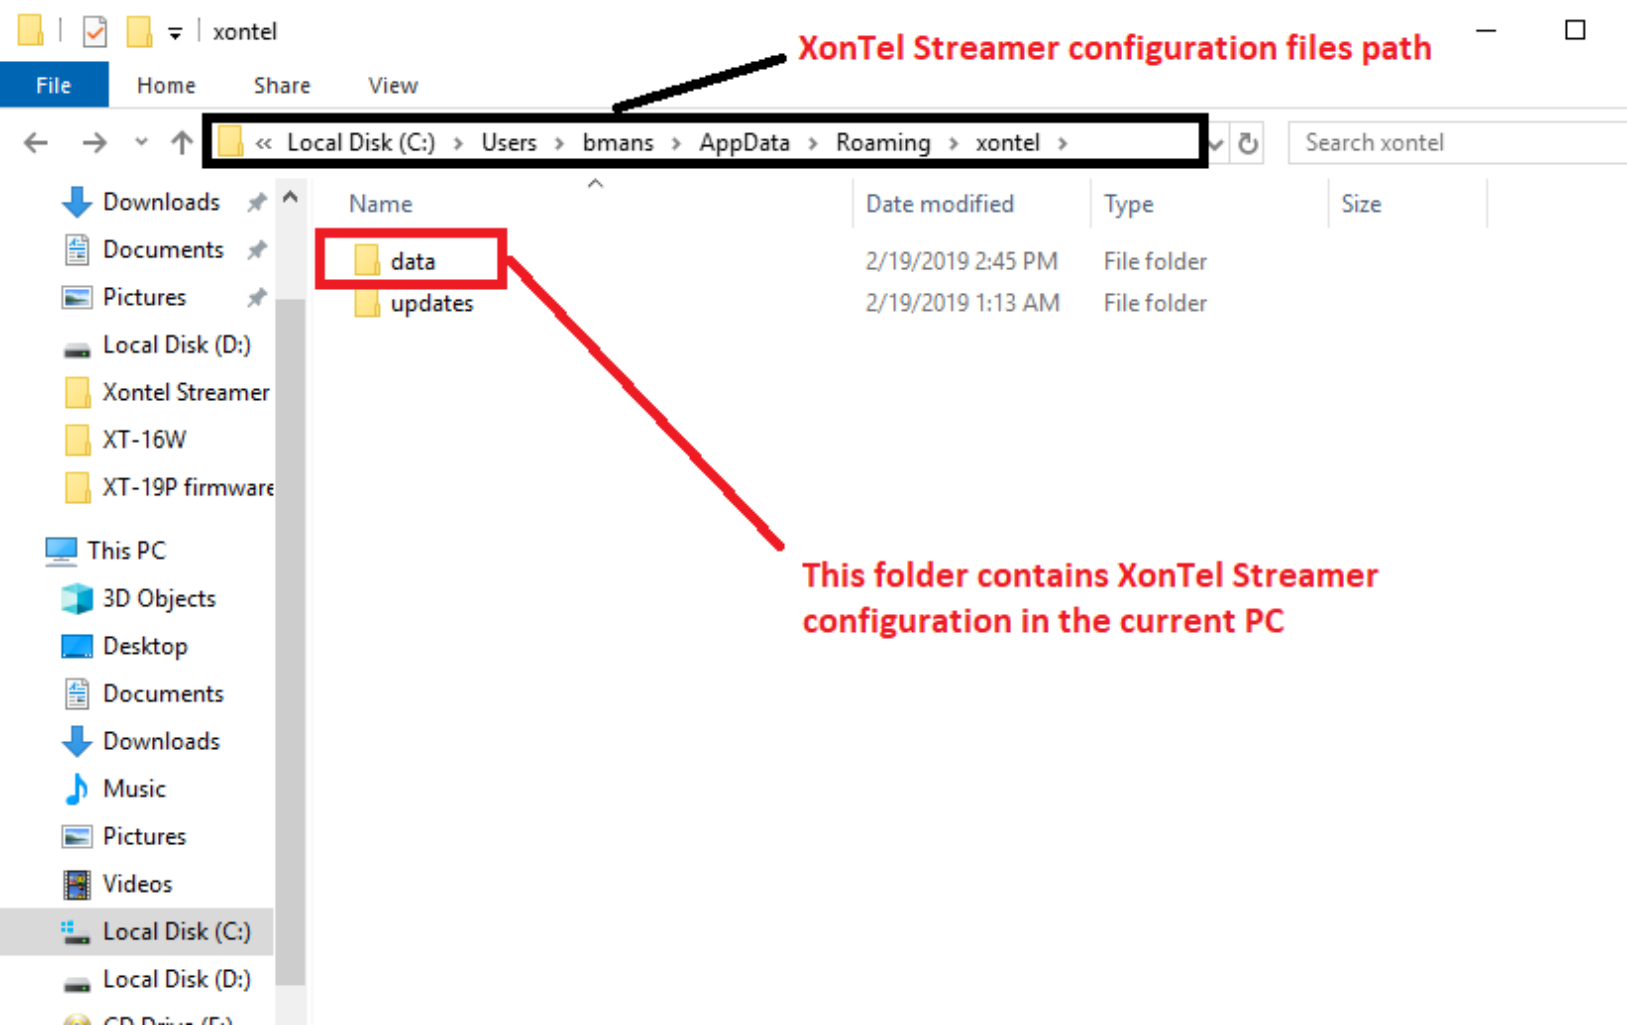 xontel
XonTel Streamer configuration files path
File Home Share View
« Local Disk (C:) > Users > bmans > AppData > Roaming > xontel >
Search xontel
Downloads
Documents
Pictures
Local Disk (D:)
Xontel Streamer
XT-16W
XT-19P firmware
This PC
3D Objects
Desktop
Documents
Downloads
Music
Pictures
Videos
Local Disk (C:)
Local Disk (D:)
CD Drive (F:)
Name Date modified Type Size
data 2/19/2019 2:45 PM File folder
updates 2/19/2019 1:13 AM File folder
This folder contains XonTel Streamer
configuration in the current PC